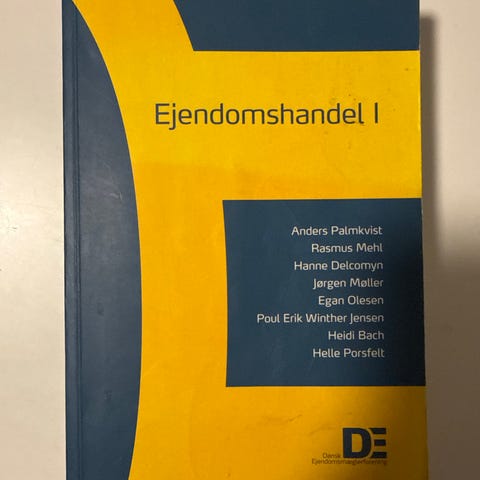 Ejendomshandel I
Anders Palmkvist
Rasmus Mehl
Hanne Delcomyn
Jørgen Møller
Egan Olesen
Poul Erik Winther Jensen
Heidi Bach
Helle Porsfelt
DE
Dansk
Ejendomsmæglerforening